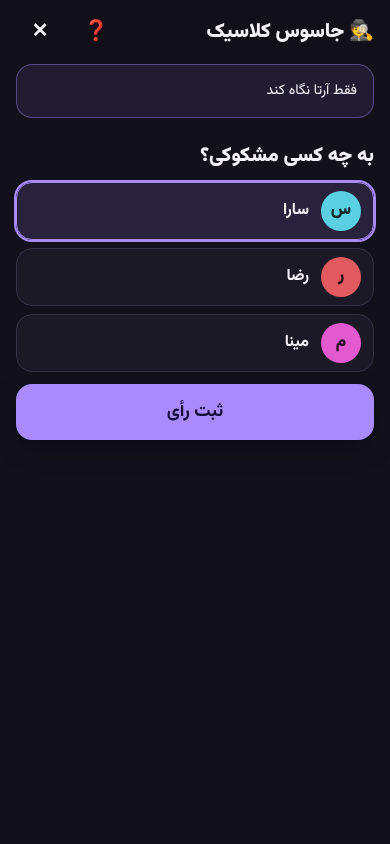 🕵️ جاسوس کلاسیک ❓ ✕
فقط آرتا نگاه کند
به چه کسی مشکوکی؟
س سارا
ر رضا
م مینا
ثبت رأی